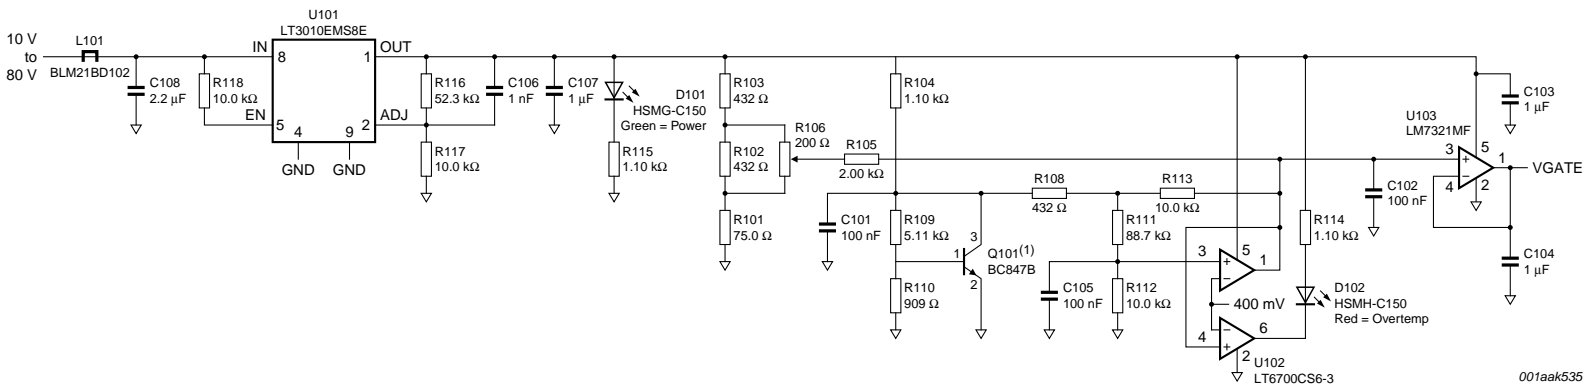 10 V
to
80 V
L101
BLM21BD102
C108
2.2 μF
R118
10.0 kΩ
U101
LT3010EMS8E
IN
8
1
OUT
EN
5
2
ADJ
4
9
GND
GND
R116
52.3 kΩ
C106
1 nF
C107
1 μF
R117
10.0 kΩ
D101
HSMG-C150
Green = Power
R115
1.10 kΩ
R103
432 Ω
R102
432 Ω
R106
200 Ω
R101
75.0 Ω
R105
2.00 kΩ
R104
1.10 kΩ
C101
100 nF
R109
5.11 kΩ
R110
909 Ω
3
1
2
Q101(1)
BC847B
R108
432 Ω
R113
10.0 kΩ
R111
88.7 kΩ
C105
100 nF
R112
10.0 kΩ
3
5
1
400 mV
4
6
2
U102
LT6700CS6-3
R114
1.10 kΩ
D102
HSMH-C150
Red = Overtemp
C102
100 nF
U103
LM7321MF
3
5
1
4
2
VGATE
C103
1 μF
C104
1 μF
001aak535